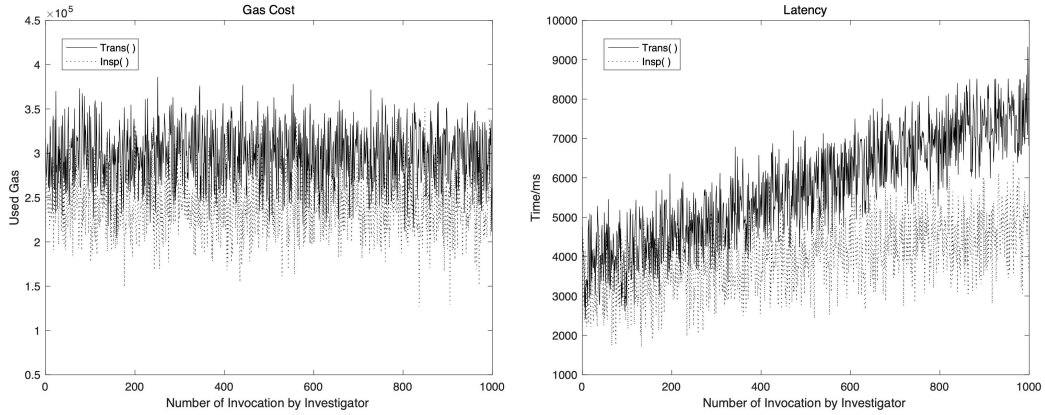 Gas Cost
×10⁵
4.5
4
3.5
3
2.5
2
1.5
1
0.5
Used Gas
Trans( )
Insp( )
0 200 400 600 800 1000
Number of Invocation by Investigator
Latency
10000
9000
8000
7000
6000
5000
4000
3000
2000
1000
Time/ms
Trans( )
Insp( )
0 200 400 600 800 1000
Number of Invocation by Investigator